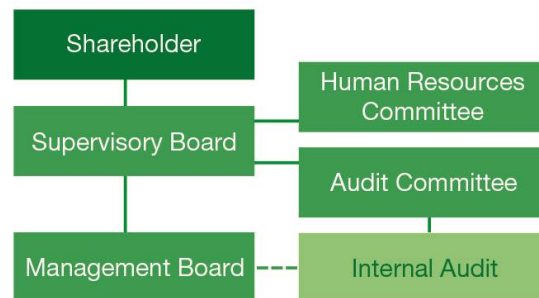 Shareholder
Human Resources
Committee
Supervisory Board
Audit Committee
Management Board
Internal Audit